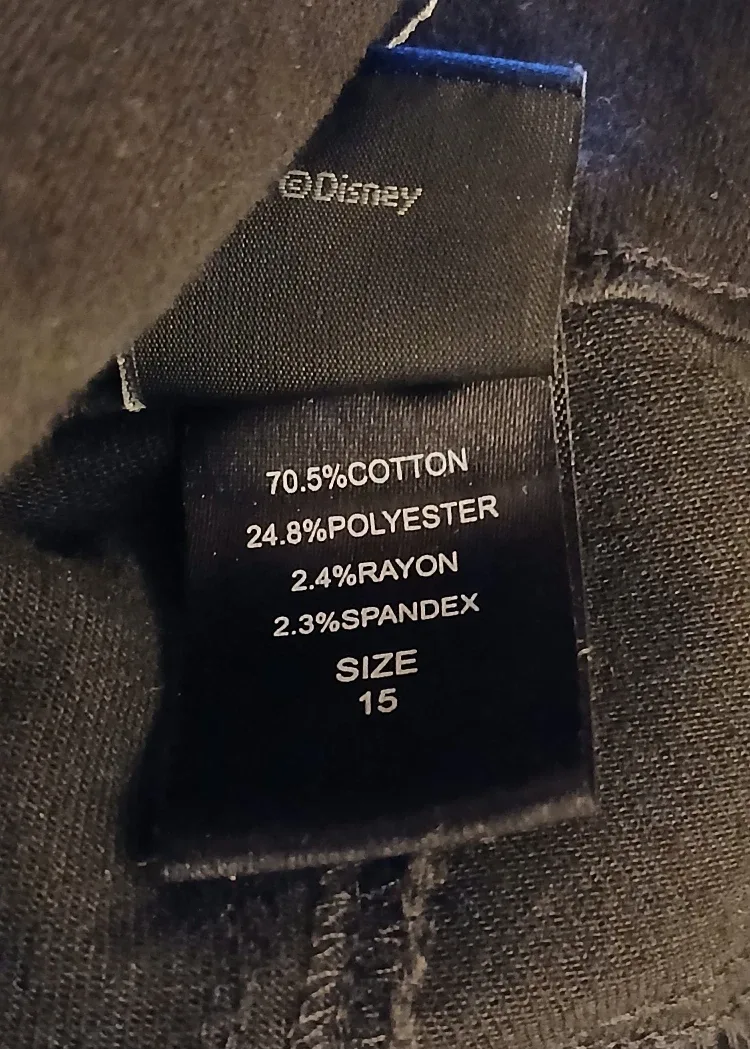 ©Disney
70.5%COTTON
24.8%POLYESTER
2.4%RAYON
2.3%SPANDEX
SIZE
15